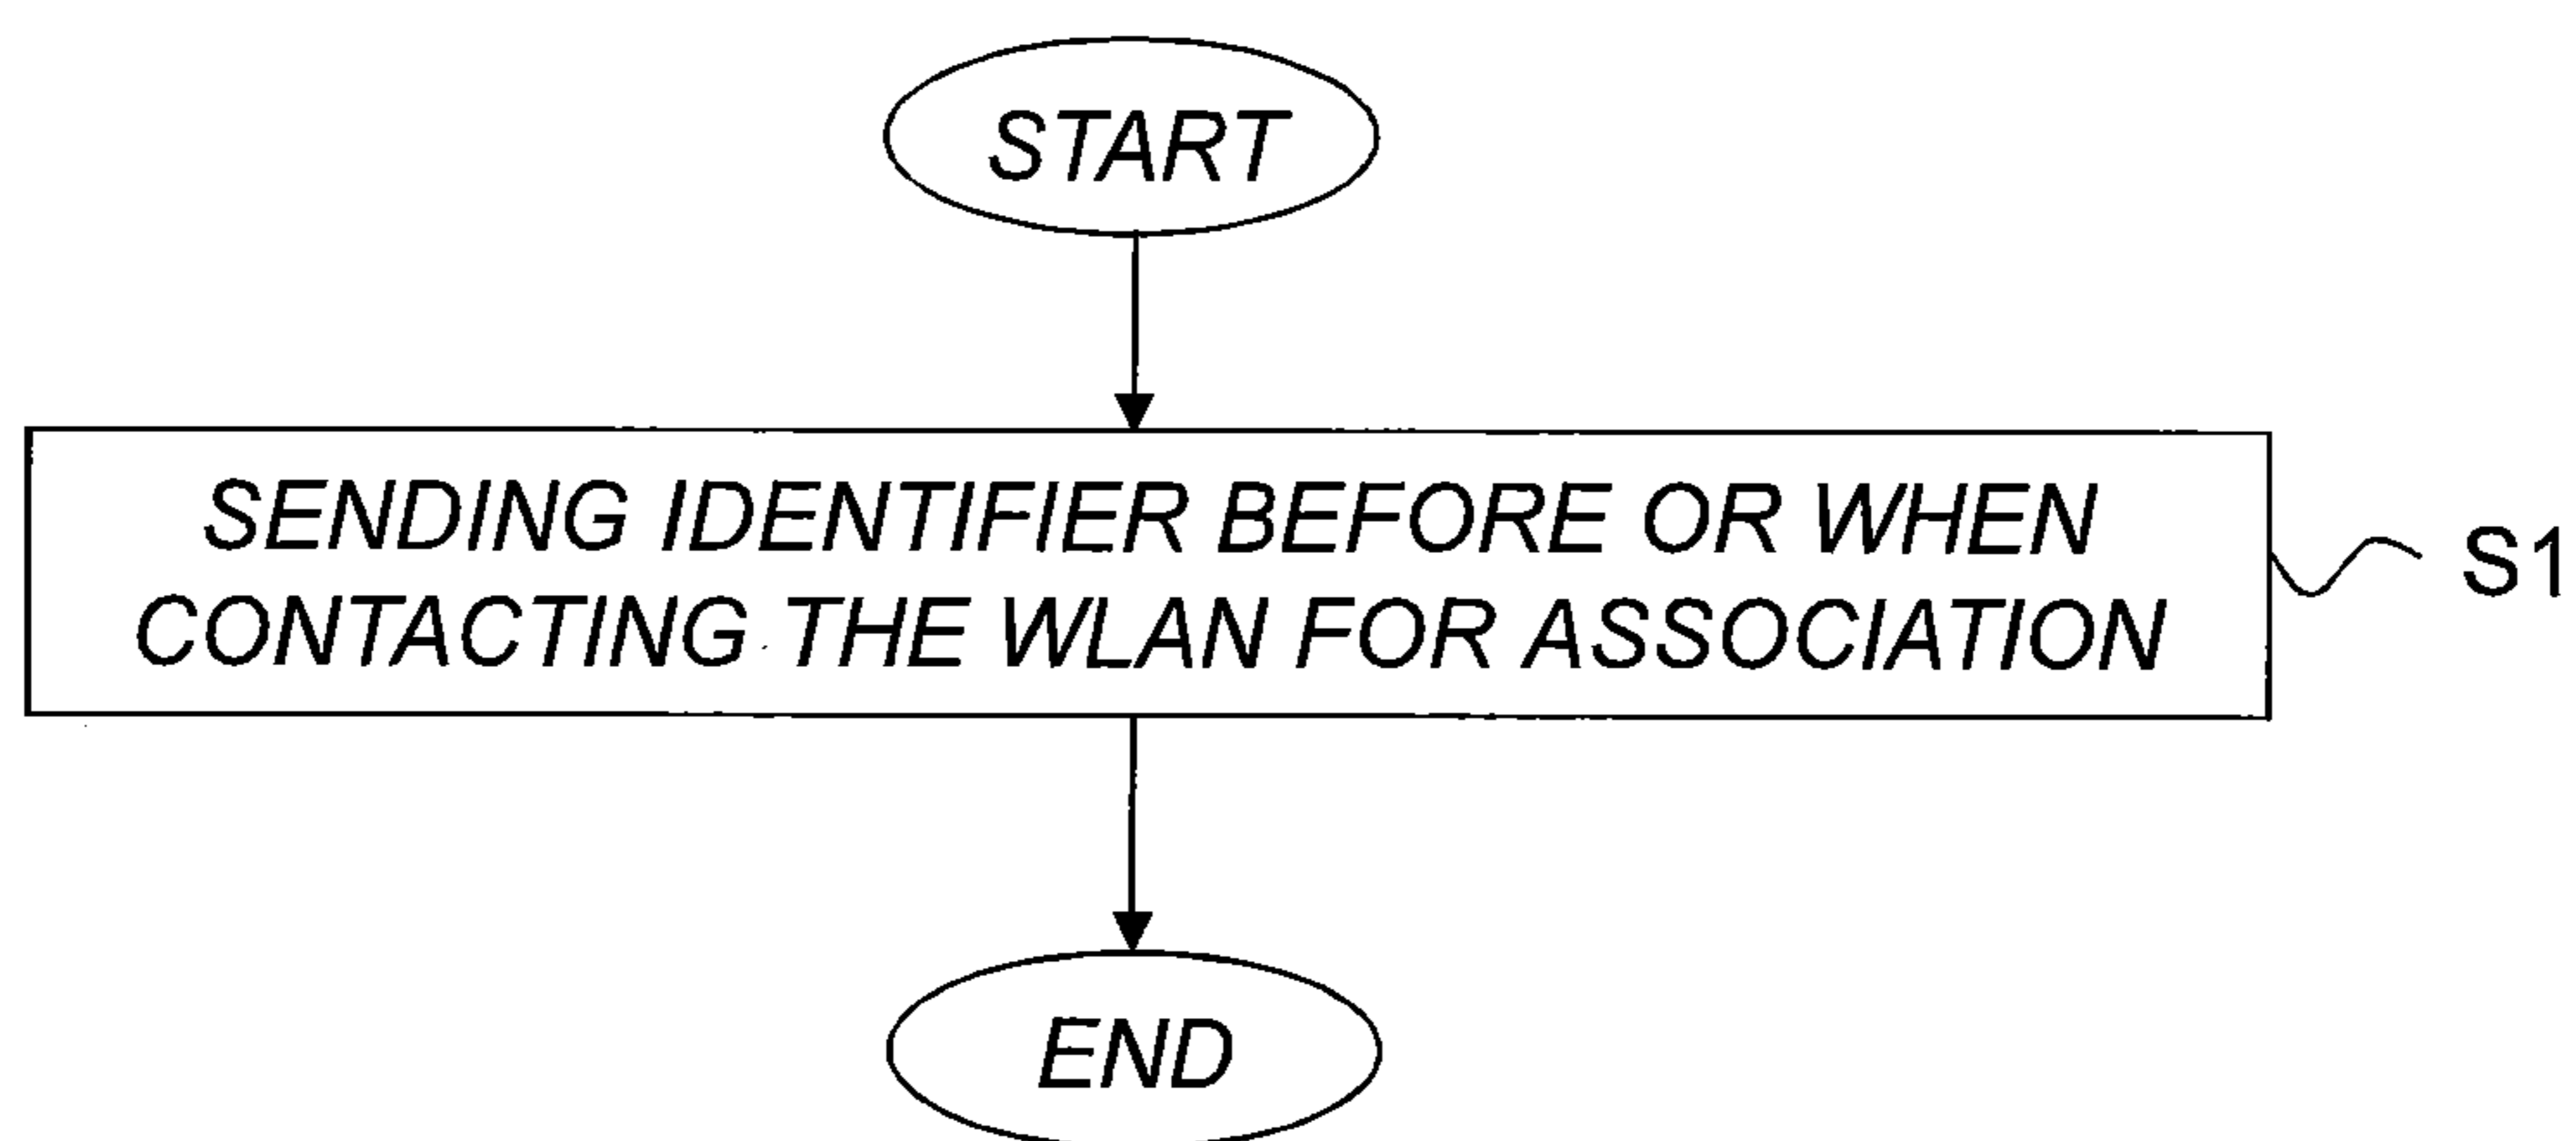 START
SENDING IDENTIFIER BEFORE OR WHEN
CONTACTING THE WLAN FOR ASSOCIATION
S1
END